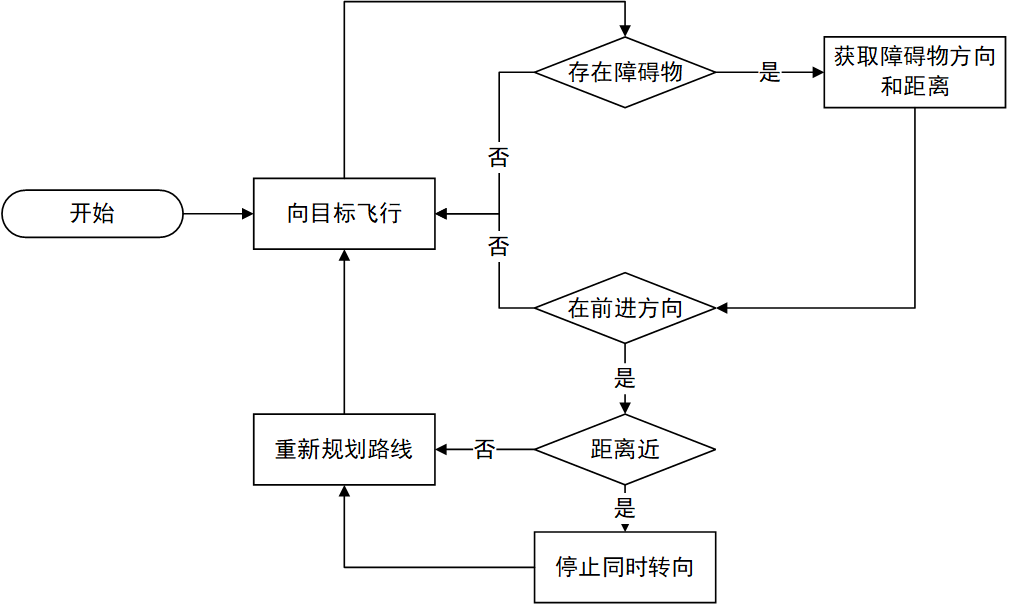 存在障碍物
是
获取障碍物方向
和距离
否
开始
向目标飞行
否
在前进方向
是
重新规划路线
否
距离近
是
停止同时转向